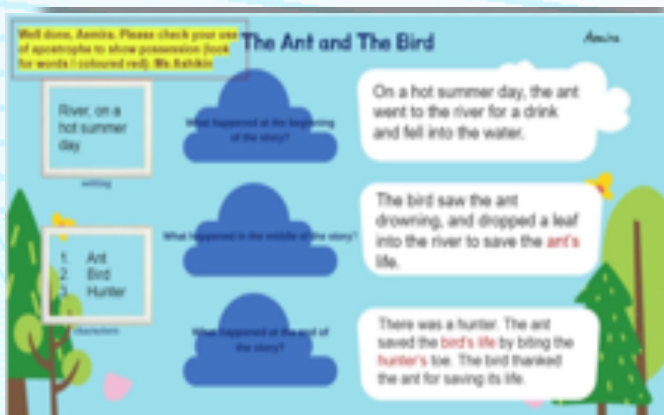 Well done, Aemira. Please check your use
of apostrophe to show possession (look
for words I coloured red). Ms Ashikin
The Ant and The Bird
Aemira
River, on a
hot summer
day
setting
What happened at the beginning
of the story?
On a hot summer day, the ant
went to the river for a drink
and fell into the water.
What happened in the middle of the story?
The bird saw the ant
drowning, and dropped a leaf
into the river to save the ant's
life.
1. Ant
2. Bird
3. Hunter
characters
What happened at the end of
the story?
There was a hunter. The ant
saved the bird's life by biting the
hunter's toe. The bird thanked
the ant for saving its life.